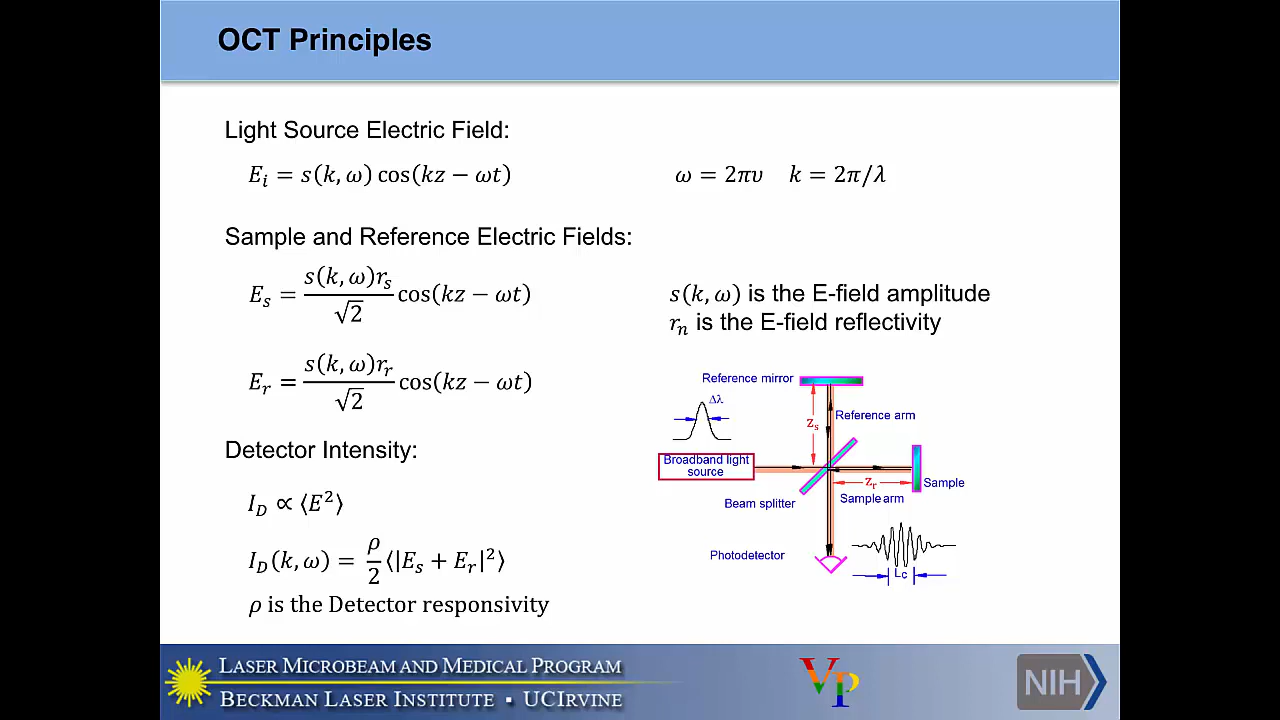 OCT Principles
Light Source Electric Field:
E_i = s(k, ω) cos(kz − ωt)    ω = 2πυ    k = 2π/λ
Sample and Reference Electric Fields:
E_s = s(k, ω)r_s / √2 cos(kz − ωt)
s(k, ω) is the E-field amplitude
r_n is the E-field reflectivity
E_r = s(k, ω)r_r / √2 cos(kz − ωt)
Detector Intensity:
I_D ∝ ⟨E²⟩
I_D(k, ω) = ρ/2 ⟨|E_s + E_r|²⟩
ρ is the Detector responsivity
Reference mirror
Δλ
Reference arm
z_s
Broadband light
source
z_r
Sample
Sample arm
Beam splitter
Photodetector
Lc
LASER MICROBEAM AND MEDICAL PROGRAM
BECKMAN LASER INSTITUTE ▪ UCIRVINE
VP
NIH